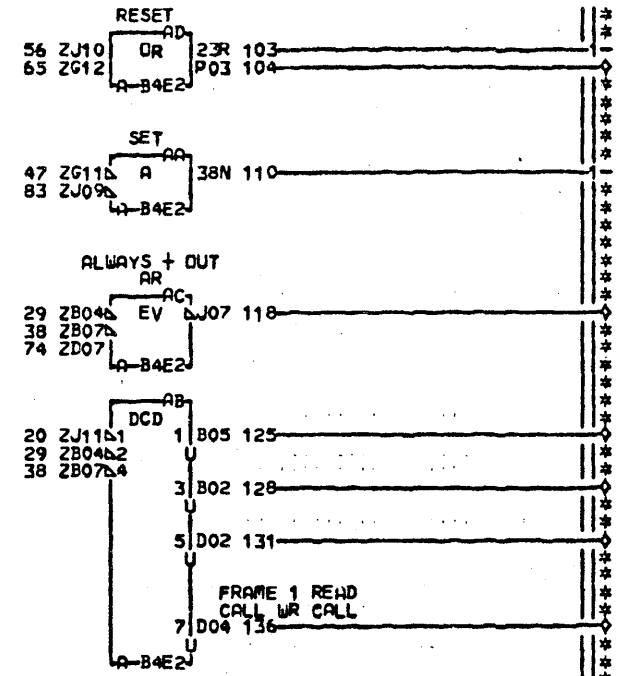 RESET
AD
56 ZJ10 OR 23R 103
65 ZG12 P03 104
A-B4E2
SET
AA
47 ZG11 A 38N 110
83 ZJ09
A-B4E2
ALWAYS + OUT
AR
AC
29 ZB04 EV J07 118
38 ZB07
74 ZD07
A-B4E2
AB
DCD
20 ZJ11 1 1 B05 125
29 ZB04 2 U
38 ZB07 4
3 B02 128
U
5 D02 131
U
FRAME 1 READ
CALL WR CALL
7 D04 136
U
A-B4E2